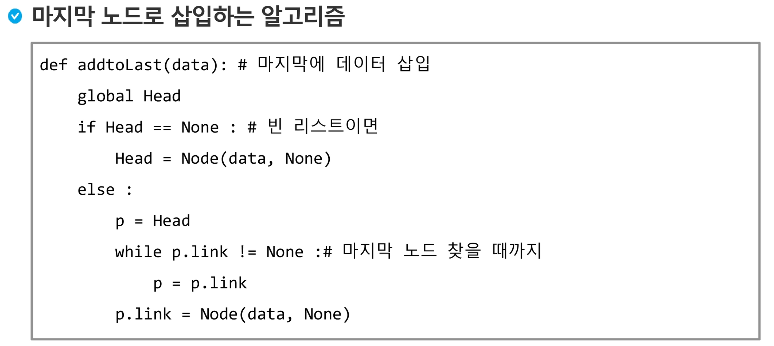 마지막 노드로 삽입하는 알고리즘
def addtoLast(data): # 마지막에 데이터 삽입
    global Head
    if Head == None : # 빈 리스트이면
        Head = Node(data, None)
    else :
        p = Head
        while p.link != None :# 마지막 노드 찾을 때까지
            p = p.link
        p.link = Node(data, None)